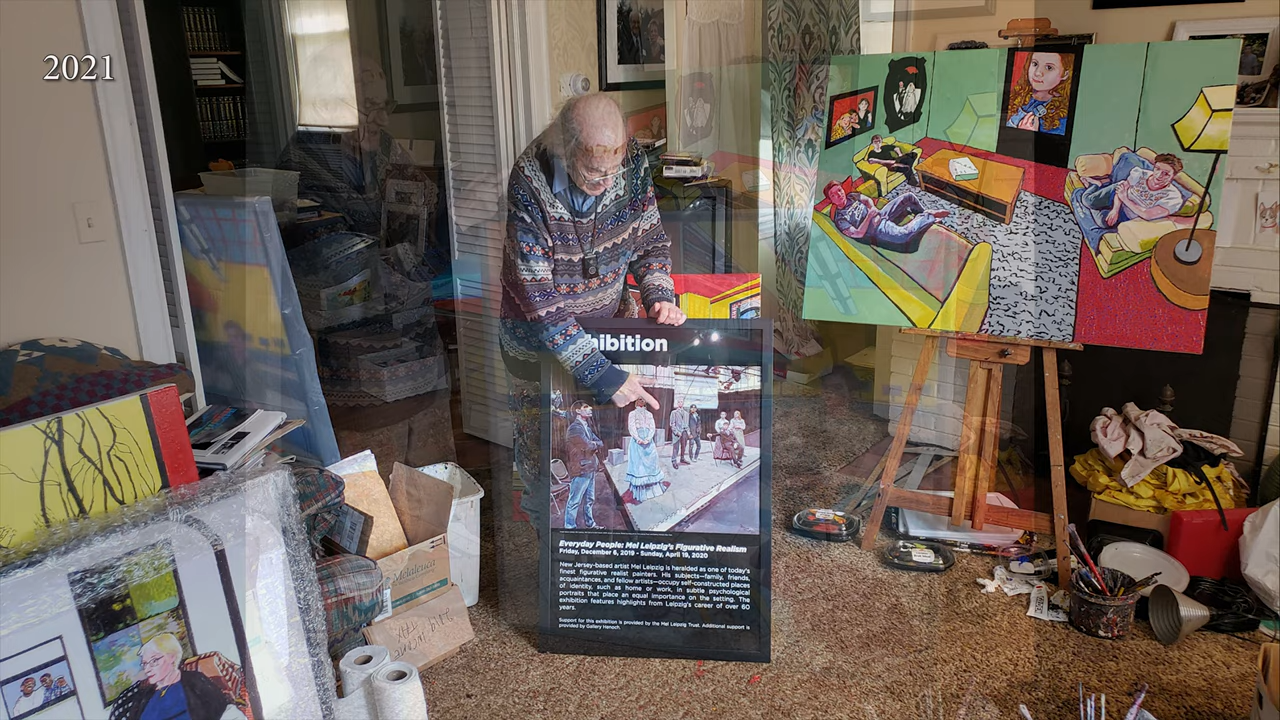 2021
hibition
Everyday People: Mel Leipzig's Figurative Realism
Friday, December 6, 2019 - Sunday, April 19, 2020
New Jersey-based artist Mel Leipzig is heralded as one of today's
finest figurative realist painters. His subjects—family, friends,
acquaintances, and fellow artists—occupy self-constructed places
of identity, such as home or work, in subtle psychological
portraits that place an equal importance on the setting. The
exhibition features highlights from Leipzig's career of over 60
years.
Support for this exhibition is provided by the Mel Leipzig Trust. Additional support is
provided by Gallery Henoch.
Melaleuca